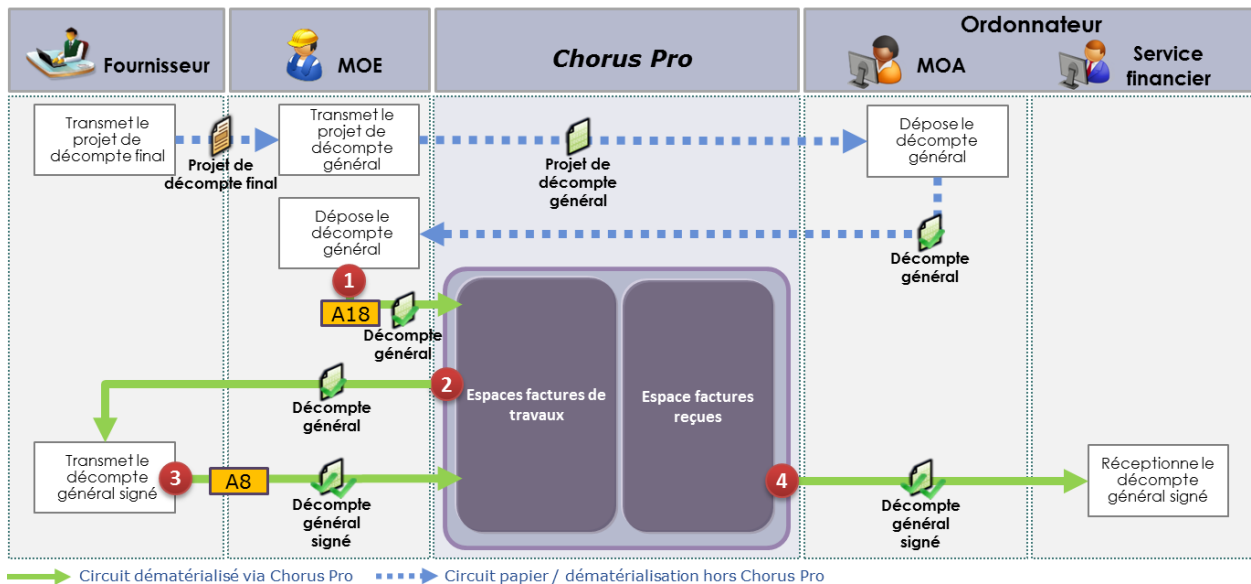 Fournisseur
MOE
Chorus Pro
Ordonnateur
MOA
Service
financier
Transmet le
projet de
décompte final
Projet de
décompte final
Transmet le
projet de
décompte
général
Projet de
décompte
général
Dépose le
décompte
général
Décompte
général
Dépose le
décompte
général
1
A18
Décompte
général
Espaces factures de
travaux
Espace factures
reçues
2
Décompte
général
Transmet le
décompte
général signé
3
A8
Décompte
général
signé
4
Décompte
général
signé
Réceptionne le
décompte
général signé
Circuit dématérialisé via Chorus Pro
Circuit papier / dématérialisation hors Chorus Pro